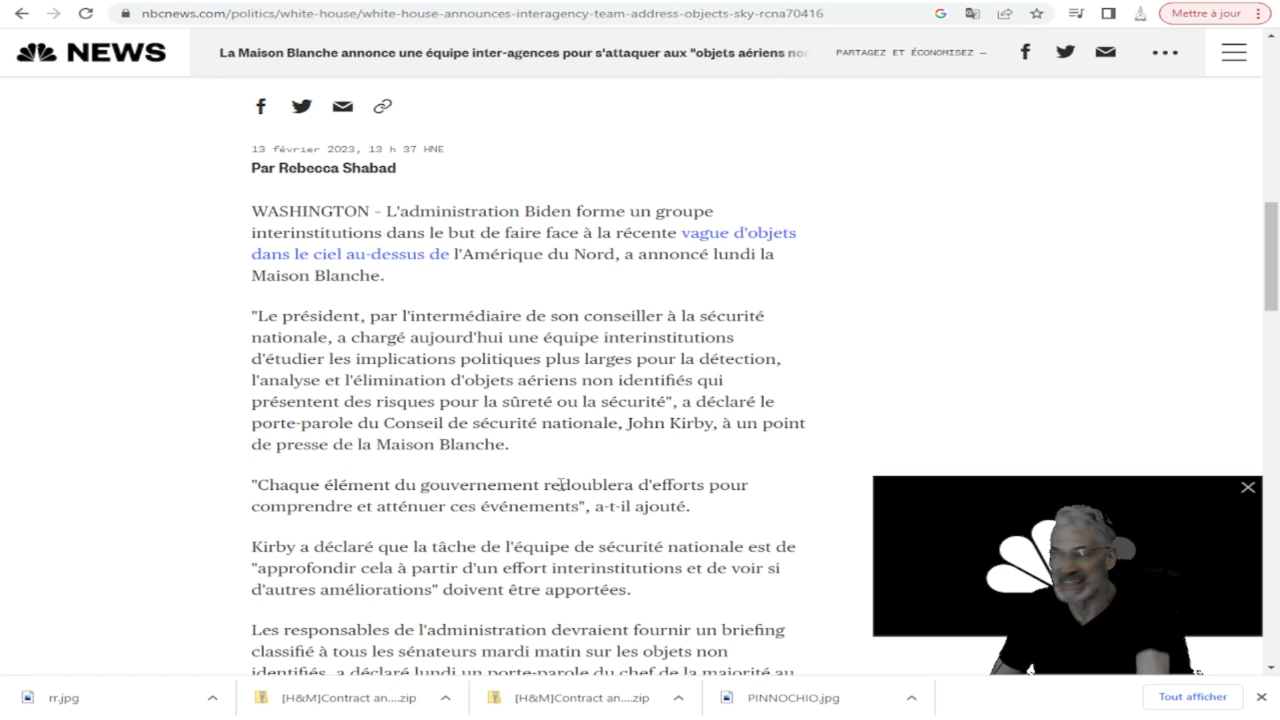 nbcnews.com/politics/white-house/white-house-announces-interagency-team-address-objects-sky-rcna70416
Mettre à jour
NEWS
La Maison Blanche annonce une équipe inter-agences pour s'attaquer aux "objets aériens non
PARTAGEZ ET ÉCONOMISEZ —
13 février 2023, 13 h 37 HNE
Par Rebecca Shabad
WASHINGTON – L'administration Biden forme un groupe
interinstitutions dans le but de faire face à la récente vague d'objets
dans le ciel au-dessus de l'Amérique du Nord, a annoncé lundi la
Maison Blanche.
"Le président, par l'intermédiaire de son conseiller à la sécurité
nationale, a chargé aujourd'hui une équipe interinstitutions
d'étudier les implications politiques plus larges pour la détection,
l'analyse et l'élimination d'objets aériens non identifiés qui
présentent des risques pour la sûreté ou la sécurité", a déclaré le
porte-parole du Conseil de sécurité nationale, John Kirby, à un point
de presse de la Maison Blanche.
"Chaque élément du gouvernement redoublera d'efforts pour
comprendre et atténuer ces événements", a-t-il ajouté.
Kirby a déclaré que la tâche de l'équipe de sécurité nationale est de
"approfondir cela à partir d'un effort interinstitutions et de voir si
d'autres améliorations" doivent être apportées.
Les responsables de l'administration devraient fournir un briefing
classifié à tous les sénateurs mardi matin sur les objets non
identifiés, a déclaré lundi un porte-parole du chef de la majorité au
rr.jpg
[H&M]Contract an....zip
[H&M]Contract an....zip
PINNOCHIO.jpg
Tout afficher